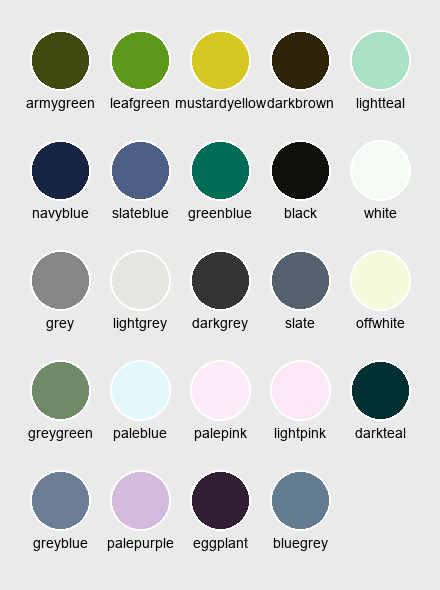 armygreen leafgreen mustardyellow darkbrown lightteal
navyblue slateblue greenblue black white
grey lightgrey darkgrey slate offwhite
greygreen paleblue palepink lightpink darkteal
greyblue palepurple eggplant bluegrey